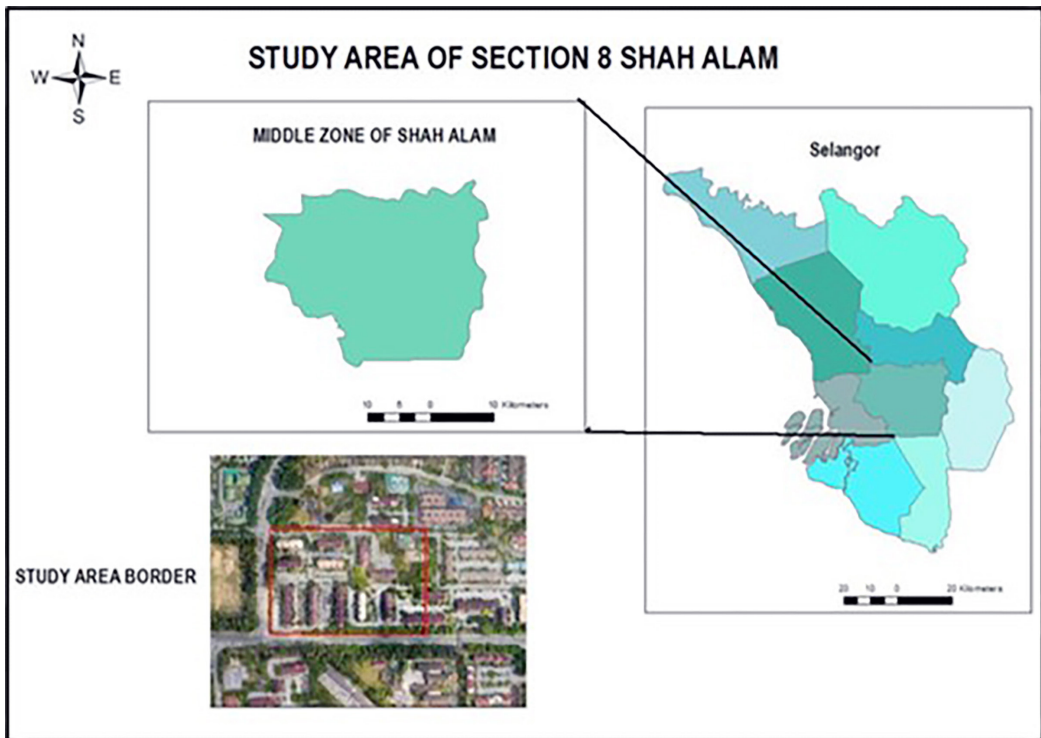 N
W E
S
STUDY AREA OF SECTION 8 SHAH ALAM
MIDDLE ZONE OF SHAH ALAM
10 5 0 10 Kilometers
Selangor
20 10 0 20 Kilometers
STUDY AREA BORDER